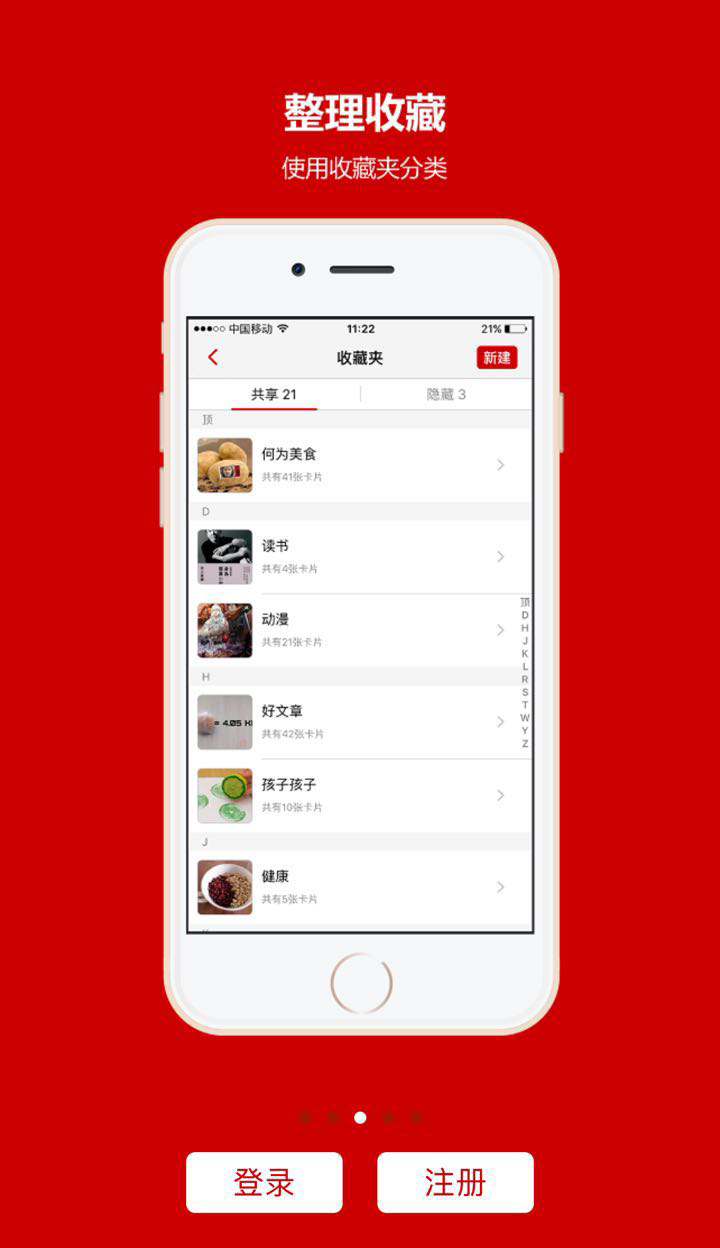 整理收藏
使用收藏夹分类
中国移动 11:22 21%
收藏夹 新建
共享 21 隐藏 3
顶
何为美食
共有41张卡片
D
读书
共有4张卡片
动漫
共有21张卡片
H
好文章
共有42张卡片
= 4.05
孩子孩子
共有10张卡片
J
健康
共有5张卡片
顶
D
H
J
K
L
R
S
T
W
Y
Z
登录 注册